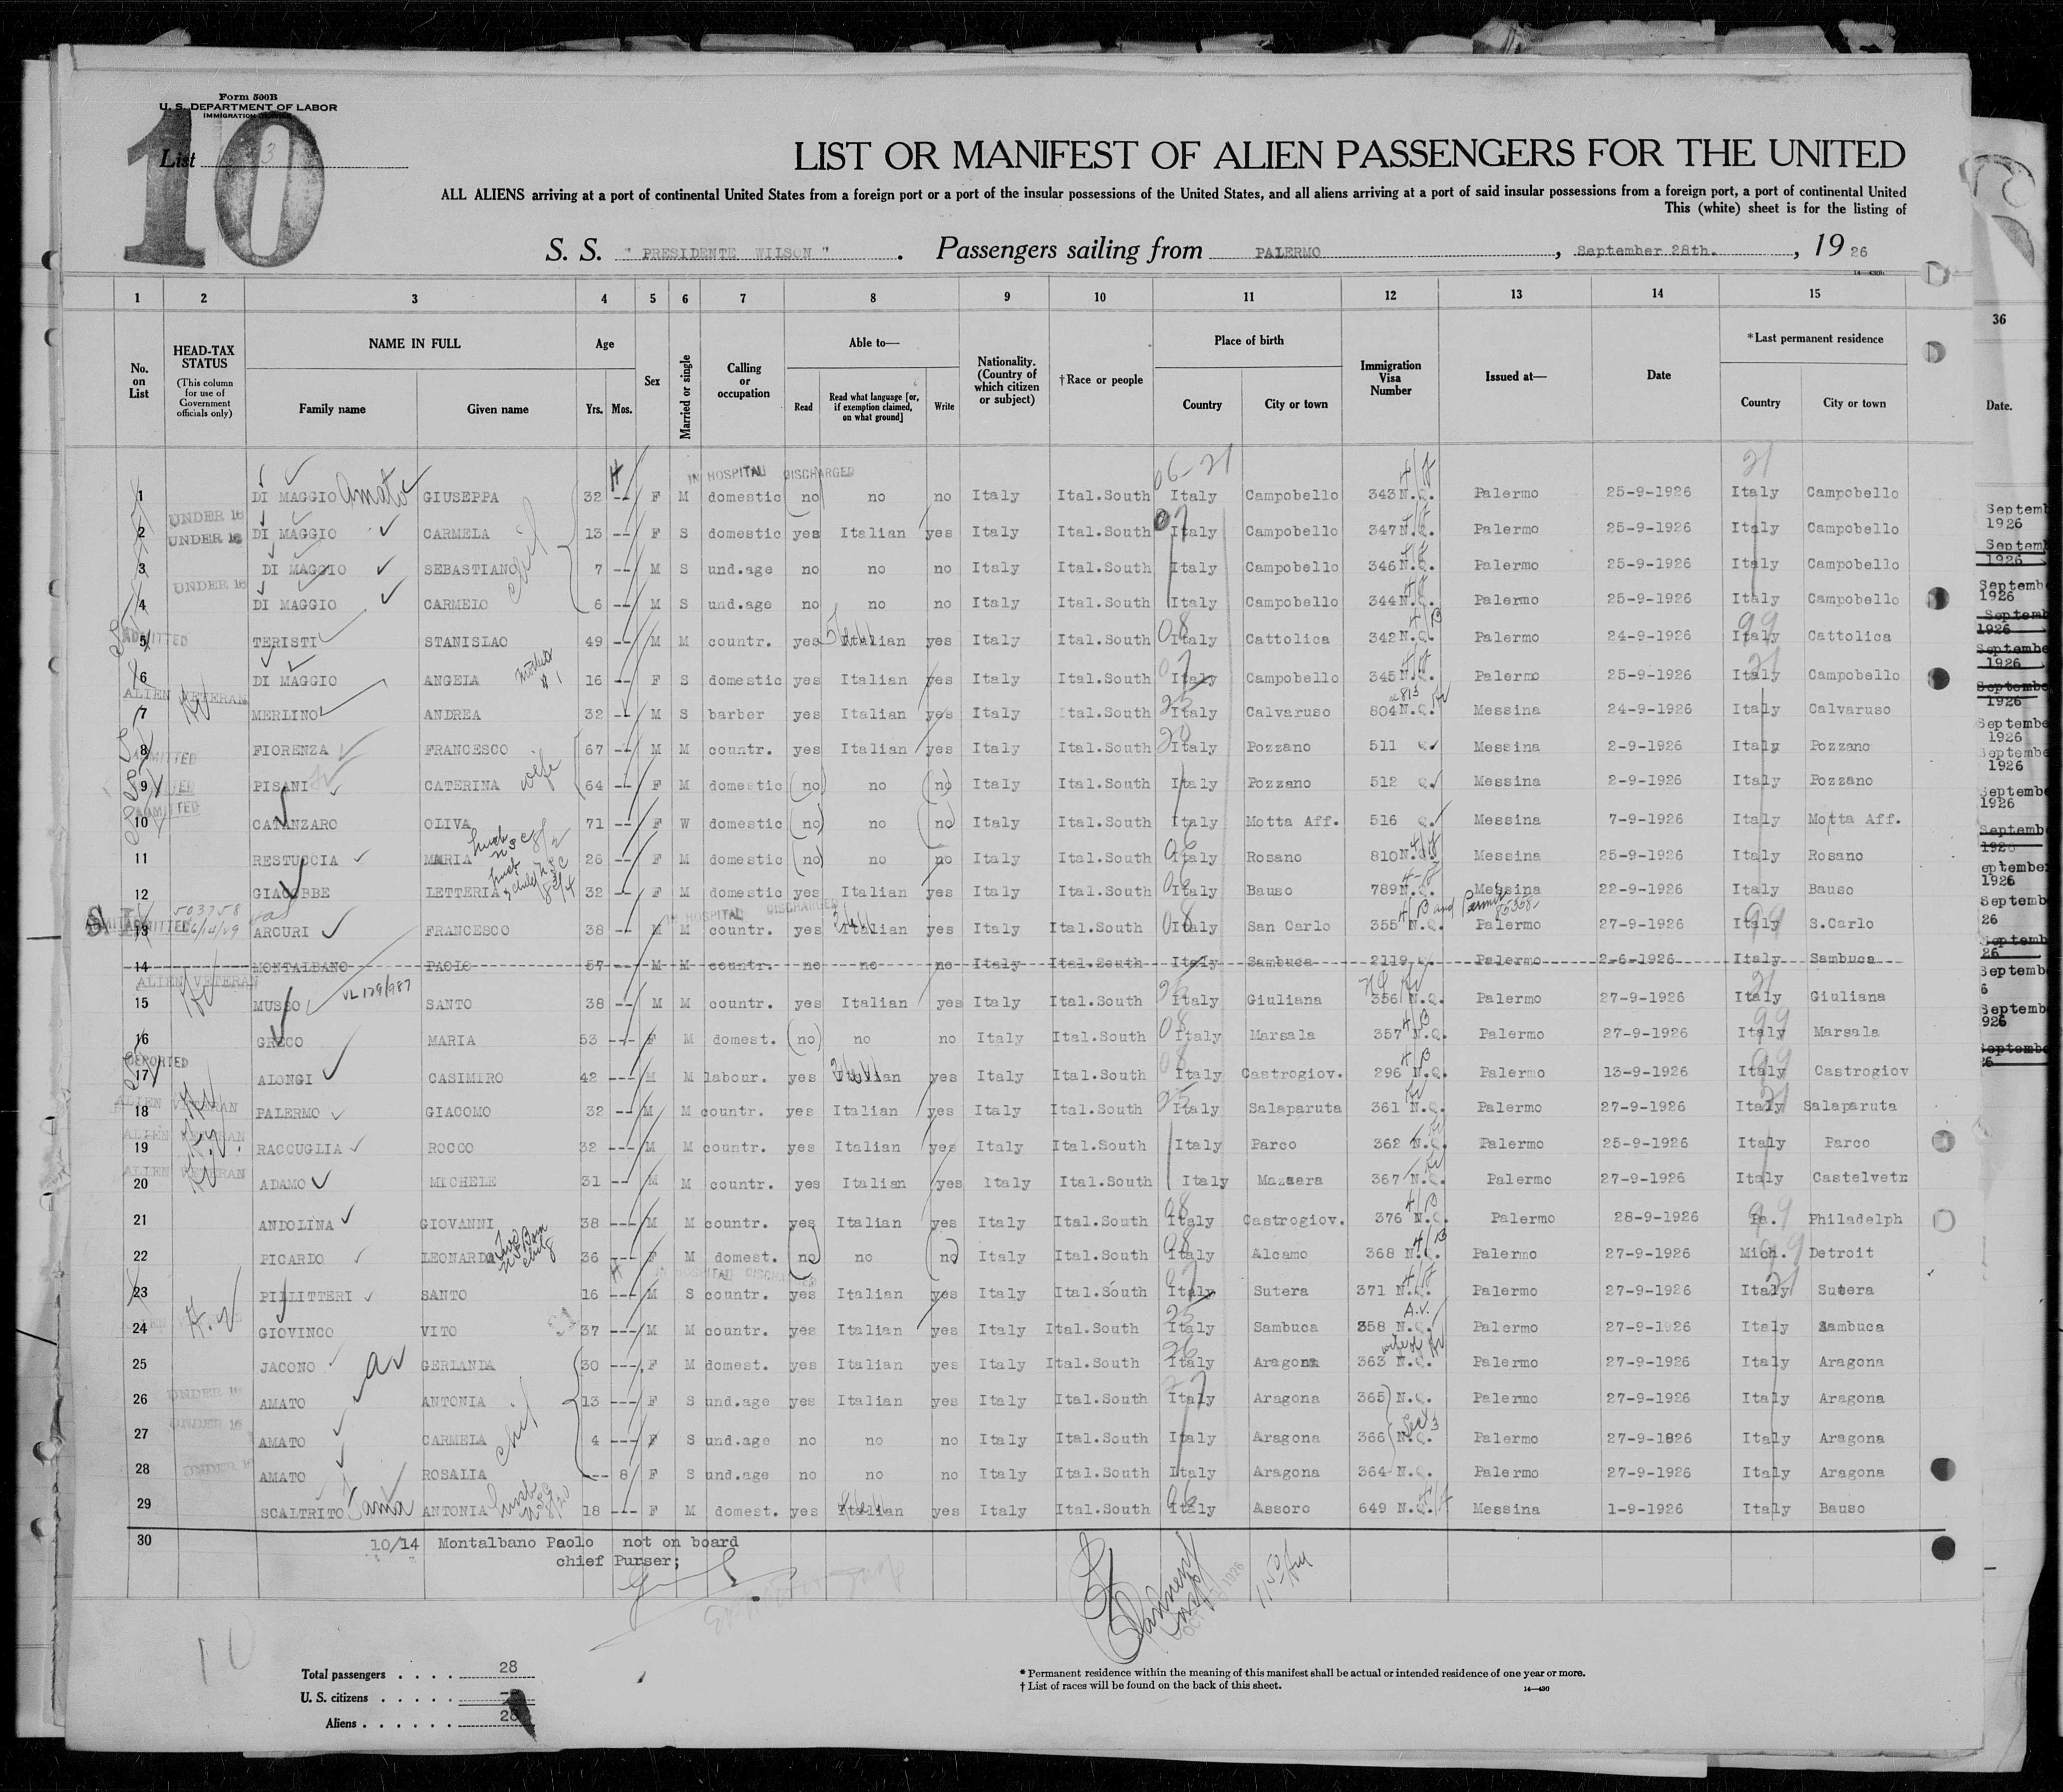 Form 500B
U. S. DEPARTMENT OF LABOR
IMMIGRATION SERVICE
10
List 3
LIST OR MANIFEST OF ALIEN PASSENGERS FOR THE UNITED
ALL ALIENS arriving at a port of continental United States from a foreign port or a port of the insular possessions of the United States, and all aliens arriving at a port of said insular possessions from a foreign port, a port of continental United
This (white) sheet is for the listing of
S. S. " PRESIDENTE WILSON ". Passengers sailing from PALERMO, September 28th., 19 26
1 2 3 4 5 6 7 8 9 10 11 12 13 14 15 36
No. on List
HEAD-TAX STATUS (This column for use of Government officials only)
NAME IN FULL Family name Given name
Age Yrs. Mos.
Sex
Married or single
Calling or occupation
Able to— Read Read what language [or, if exemption claimed, on what ground] Write
Nationality. (Country of which citizen or subject)
†Race or people
Place of birth Country City or town
Immigration Visa Number
Issued at—
Date
*Last permanent residence Country City or town
Date.
IN HOSPITAL DISCHARGED 06-21 21
1 DI MAGGIO Amato GIUSEPPA 32 -- F M domestic (no) no no Italy Ital.South Italy Campobello 343 N.Q. Palermo 25-9-1926 Italy Campobello
UNDER 16
2 UNDER 16 DI MAGGIO CARMELA 13 -- F S domestic yes Italian yes Italy Ital.South Italy Campobello 347 N.Q. Palermo 25-9-1926 Italy Campobello
3 DI MAGGIO SEBASTIANO 7 -- M S und.age no no no Italy Ital.South Italy Campobello 346 N.Q. Palermo 25-9-1926 Italy Campobello
4 UNDER 16 DI MAGGIO CARMELO 6 -- M S und.age no no no Italy Ital.South Italy Campobello 344 N.Q. Palermo 25-9-1926 Italy Campobello
5 ADMITTED TERISTI STANISLAO 49 -- M M countr. yes Italian yes Italy Ital.South Italy Cattolica 342 N.Q. Palermo 24-9-1926 Italy Cattolica
6 DI MAGGIO ANGELA 16 -- F S domestic yes Italian yes Italy Ital.South Italy Campobello 345 N.Q. Palermo 25-9-1926 Italy Campobello
ALIEN VETERAN
7 MERLINO ANDREA 32 -- M S barber yes Italian yes Italy Ital.South Italy Calvaruso 804 N.Q. Messina 24-9-1926 Italy Calvaruso
8 ADMITTED FIORENZA FRANCESCO 67 -- M M countr. yes Italian yes Italy Ital.South Italy Pozzano 511 Q. Messina 2-9-1926 Italy Pozzano
9 PISANI CATERINA wife 64 -- F M domestic (no) no (no) Italy Ital.South Italy Pozzano 512 Q. Messina 2-9-1926 Italy Pozzano
ADMITTED
10 CATANZARO OLIVA 71 -- F W domestic (no) no (no) Italy Ital.South Italy Motta Aff. 516 Q. Messina 7-9-1926 Italy Motta Aff.
11 RESTUCCIA MARIA 26 -- F M domestic (no) no no Italy Ital.South Italy Rosano 810 N.Q. Messina 25-9-1926 Italy Rosano
12 GIACOBBE LETTERIA 32 -- F M domestic yes Italian yes Italy Ital.South Italy Bauso 789 N.Q. Messina 22-9-1926 Italy Bauso
503758 IN HOSPITAL DISCHARGED and Permit 85358
13 ADMITTED ARCURI FRANCESCO 38 -- M M countr. yes Italian yes Italy Ital.South Italy San Carlo 355 N.Q. Palermo 27-9-1926 Italy S.Carlo
14 MONTALBANO PAOLO 57 -- M M countr. no no no Italy Ital.South Italy Sambuca 2119 Q. Palermo 2-6-1926 Italy Sambuca
ALIEN VETERAN VL 179/987
15 MUSSO SANTO 38 -- M M countr. yes Italian yes Italy Ital.South Italy Giuliana 356 N.Q. Palermo 27-9-1926 Italy Giuliana
16 GRECO MARIA 53 --- F M domest. (no) no no Italy Ital.South Italy Marsala 357 N.Q. Palermo 27-9-1926 Italy Marsala
DEPORTED
17 ALONGI CASIMIRO 42 --- M M labour. yes Italian yes Italy Ital.South Italy Castrogiov. 296 N.Q. Palermo 13-9-1926 Italy Castrogiov
18 ALIEN VETERAN PALERMO GIACOMO 32 -- M M countr. yes Italian yes Italy Ital.South Italy Salaparuta 361 N.Q. Palermo 27-9-1926 Italy Salaparuta
19 ALIEN VETERAN RACCUGLIA ROCCO 32 -- M M countr. yes Italian yes Italy Ital.South Italy Parco 362 N.Q. Palermo 25-9-1926 Italy Parco
20 ALIEN VETERAN ADAMO MICHELE 31 -- M M countr. yes Italian yes Italy Ital.South Italy Mazzara 367 N.Q. Palermo 27-9-1926 Italy Castelvetr
21 ANDOLINA GIOVANNI 38 --- M M countr. yes Italian yes Italy Ital.South Italy Castrogiov. 376 N.Q. Palermo 28-9-1926 Pa. Philadelph
22 PICARDO LEONARDA 36 --- F M domest. (no) no (no) Italy Ital.South Italy Alcamo 368 N.Q. Palermo 27-9-1926 Mich. Detroit
IN HOSPITAL DISCHARGED
23 PILLITTERI SANTO 16 --- M S countr. yes Italian yes Italy Ital.South Italy Sutera 371 N.Q. Palermo 27-9-1926 Italy Sutera
24 GIOVINCO VITO 37 --- M M countr. yes Italian yes Italy Ital.South Italy Sambuca 358 N.Q. A.V. Palermo 27-9-1926 Italy Sambuca
25 JACONO GERLANDA 30 --- F M domest. yes Italian yes Italy Ital.South Italy Aragona 363 N.Q. wife of AV Palermo 27-9-1926 Italy Aragona
26 UNDER 16 AMATO ANTONIA 13 --- F S und.age yes Italian yes Italy Ital.South Italy Aragona 365 N.Q. Palermo 27-9-1926 Italy Aragona
27 UNDER 16 AMATO CARMELA 4 --- F S und.age no no no Italy Ital.South Italy Aragona 366 N.Q. Palermo 27-9-1826 Italy Aragona
28 UNDER 16 AMATO ROSALIA --- 8 F S und.age no no no Italy Ital.South Italy Aragona 364 N.Q. Palermo 27-9-1926 Italy Aragona
29 SCALTRITO ANTONIA 18 --- F M domest. yes Italian yes Italy Ital.South Italy Assoro 649 N.Q. Messina 1-9-1926 Italy Bauso
30 10/14 Montalbano Paolo not on board
chief Purser;
10
Total passengers . . . . 28
U. S. citizens . . . . . --
Aliens . . . . . . 28
* Permanent residence within the meaning of this manifest shall be actual or intended residence of one year or more.
† List of races will be found on the back of this sheet.
14—430